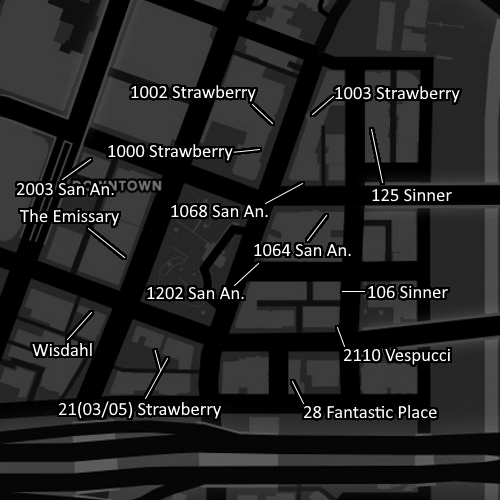 1002 Strawberry
1003 Strawberry
1000 Strawberry
2003 San An.
NTOWN
125 Sinner
The Emissary
1068 San An.
1064 San An.
1202 San An.
106 Sinner
Wisdahl
2110 Vespucci
21(03/05) Strawberry
28 Fantastic Place